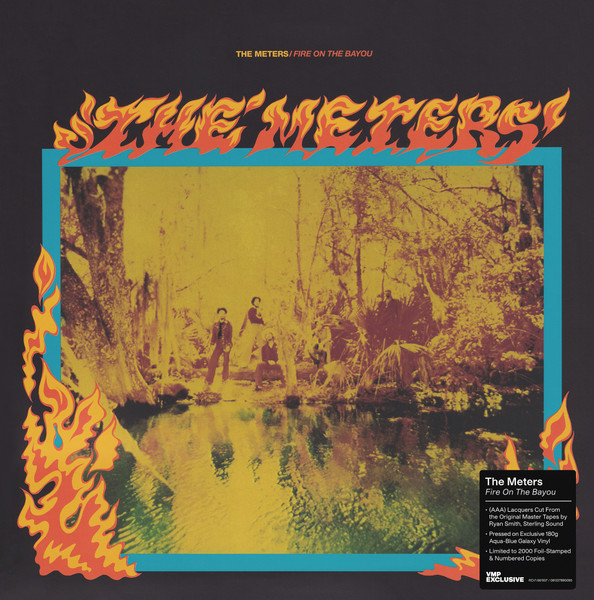 THE METERS/FIRE ON THE BAYOU
THE METERS
The Meters
Fire On The Bayou
• (AAA) Lacquers Cut From
the Original Master Tapes by
Ryan Smith, Sterling Sound
• Pressed on Exclusive 180g
Aqua-Blue Galaxy Vinyl
• Limited to 2000 Foil-Stamped
& Numbered Copies
VMP
EXCLUSIVE